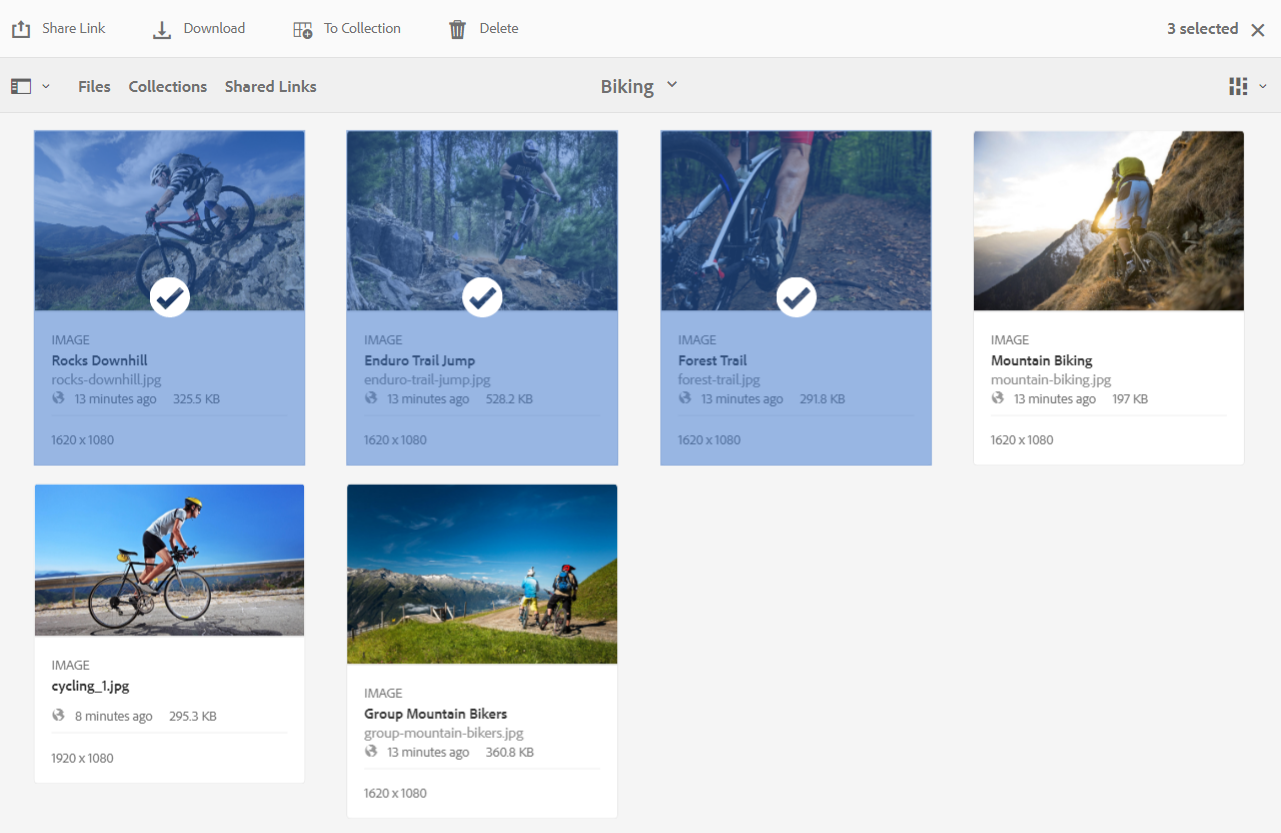 Share Link Download To Collection Delete 3 selected
Files Collections Shared Links Biking
IMAGE
Rocks Downhill
rocks-downhill.jpg
13 minutes ago 325.5 KB
1620 x 1080
IMAGE
Enduro Trail Jump
enduro-trail-jump.jpg
13 minutes ago 528.2 KB
1620 x 1080
IMAGE
Forest Trail
forest-trail.jpg
13 minutes ago 291.8 KB
1620 x 1080
IMAGE
Mountain Biking
mountain-biking.jpg
13 minutes ago 197 KB
1620 x 1080
IMAGE
cycling_1.jpg
8 minutes ago 295.3 KB
1920 x 1080
IMAGE
Group Mountain Bikers
group-mountain-bikers.jpg
13 minutes ago 360.8 KB
1620 x 1080